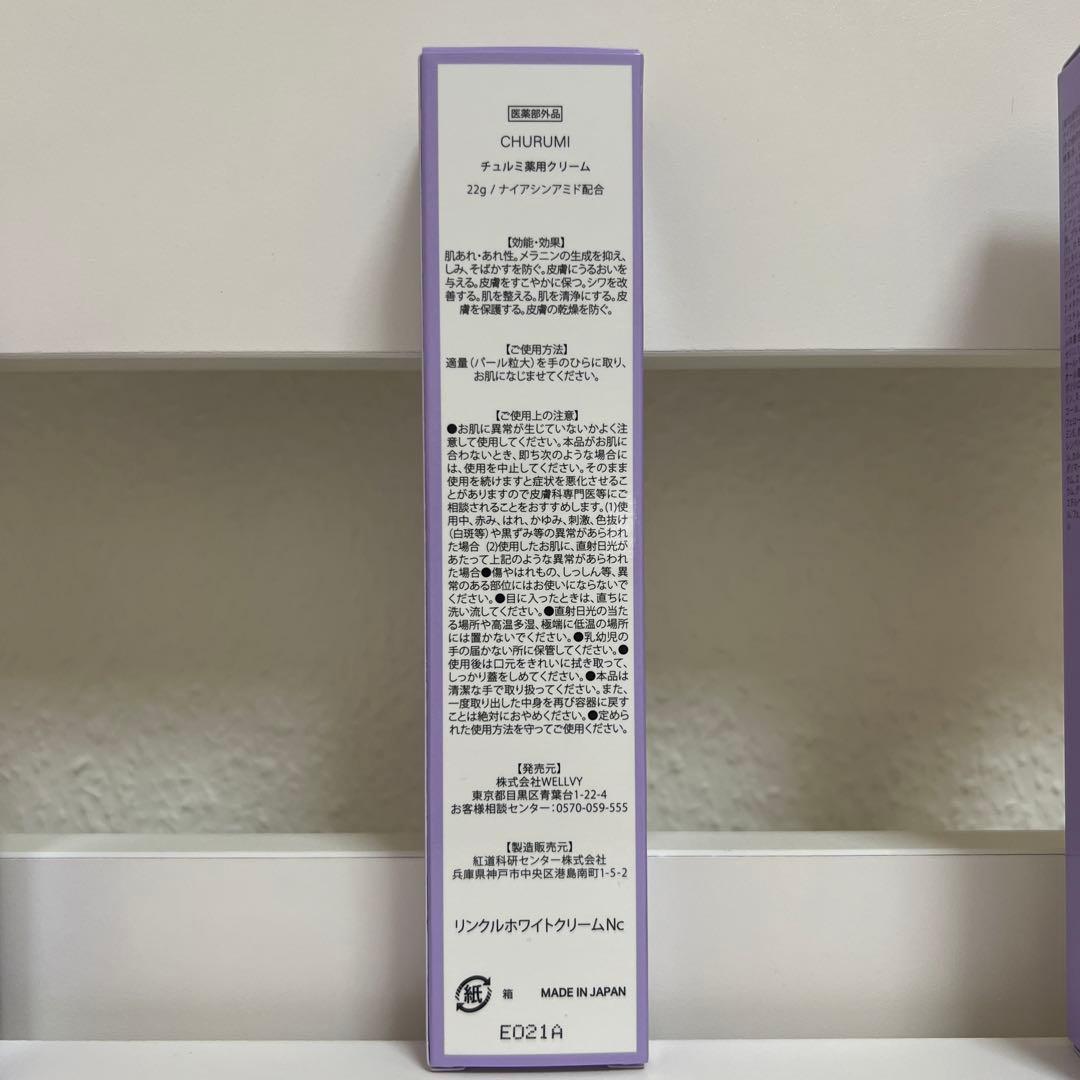 医薬部外品
CHURUMI
チュルミ薬用クリーム
22g / ナイアシンアミド配合
【効能・効果】
肌あれ・あれ性。メラニンの生成を抑え、
しみ、そばかすを防ぐ。皮膚にうるおいを
与える。皮膚をすこやかに保つ。シワを改
善する。肌を整える。肌を清浄にする。皮
膚を保護する。皮膚の乾燥を防ぐ。
【ご使用方法】
適量（パール粒大）を手のひらに取り、
お肌になじませてください。
【ご使用上の注意】
●お肌に異常が生じていないかよく注
意して使用してください。本品がお肌に
合わないとき、即ち次のような場合に
は、使用を中止してください。そのまま
使用を続けますと症状を悪化させるこ
とがありますので皮膚科専門医等にご
相談されることをおすすめします。(1)使
用中、赤み、はれ、かゆみ、刺激、色抜け
（白斑等）や黒ずみ等の異常があらわれ
た場合 (2)使用したお肌に、直射日光が
あたって上記のような異常があらわれ
た場合●傷やはれもの、しっしん等、異
常のある部位にはお使いにならないで
ください。●目に入ったときは、直ちに
洗い流してください。●直射日光の当た
る場所や高温多湿、極端に低温の場所
には置かないでください。●乳幼児の
手の届かない所に保管してください。●
使用後は口元をきれいに拭き取って、
しっかり蓋をしめてください。●本品は
清潔な手で取り扱ってください。また、
一度取り出した中身を再び容器に戻す
ことは絶対におやめください。●定めら
れた使用方法を守ってご使用ください。
【発売元】
株式会社WELLVY
東京都目黒区青葉台1-22-4
お客様相談センター：0570-059-555
【製造販売元】
紅道科研センター株式会社
兵庫県神戸市中央区港島南町1-5-2
リンクルホワイトクリームNc
紙 箱 MADE IN JAPAN
E021A